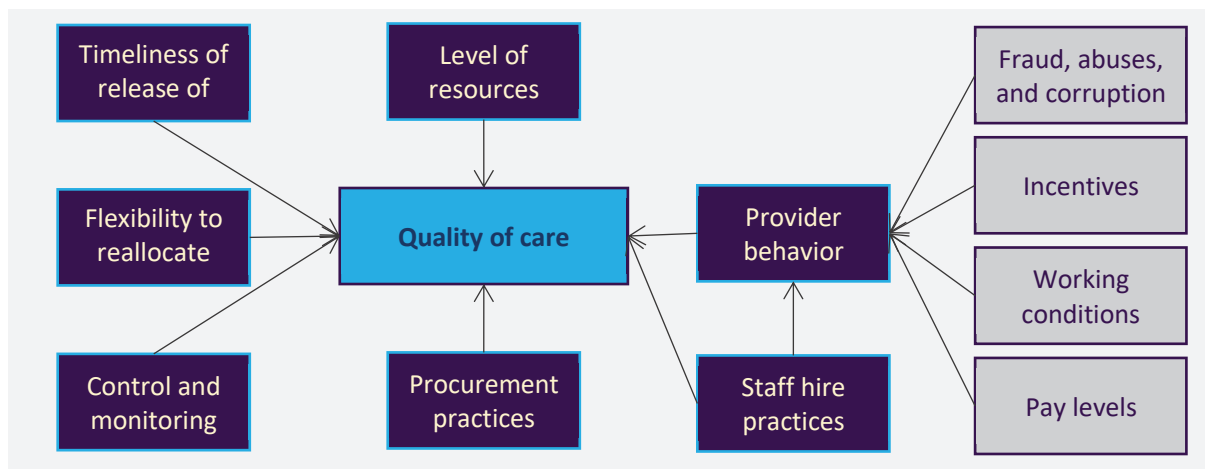 Timeliness of
release of
Level of
resources
Fraud, abuses,
and corruption
Incentives
Flexibility to
reallocate
Quality of care
Provider
behavior
Working
conditions
Control and
monitoring
Procurement
practices
Staff hire
practices
Pay levels